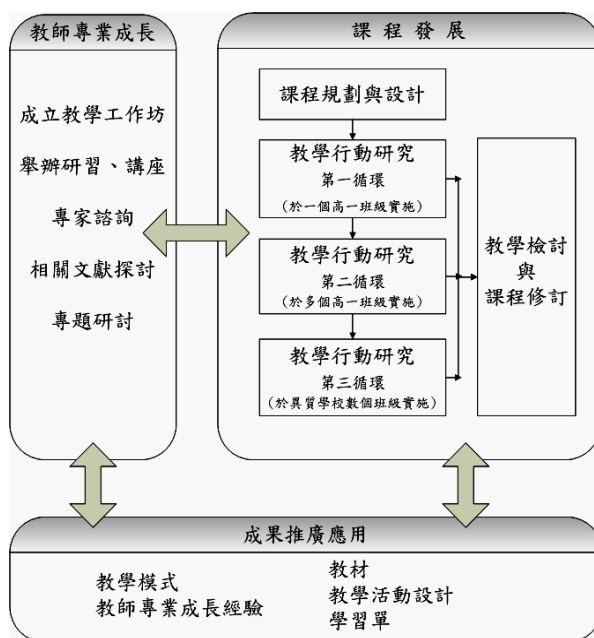 教師專業成長
成立教學工作坊
舉辦研習、講座
專家諮詢
相關文獻探討
專題研討
課程發展
課程規劃與設計
教學行動研究
第一循環
(於一個高一班級實施)
教學行動研究
第二循環
(於多個高一班級實施)
教學行動研究
第三循環
(於異質學校數個班級實施)
教學檢討
與
課程修訂
成果推廣應用
教學模式
教師專業成長經驗
教材
教學活動設計
學習單